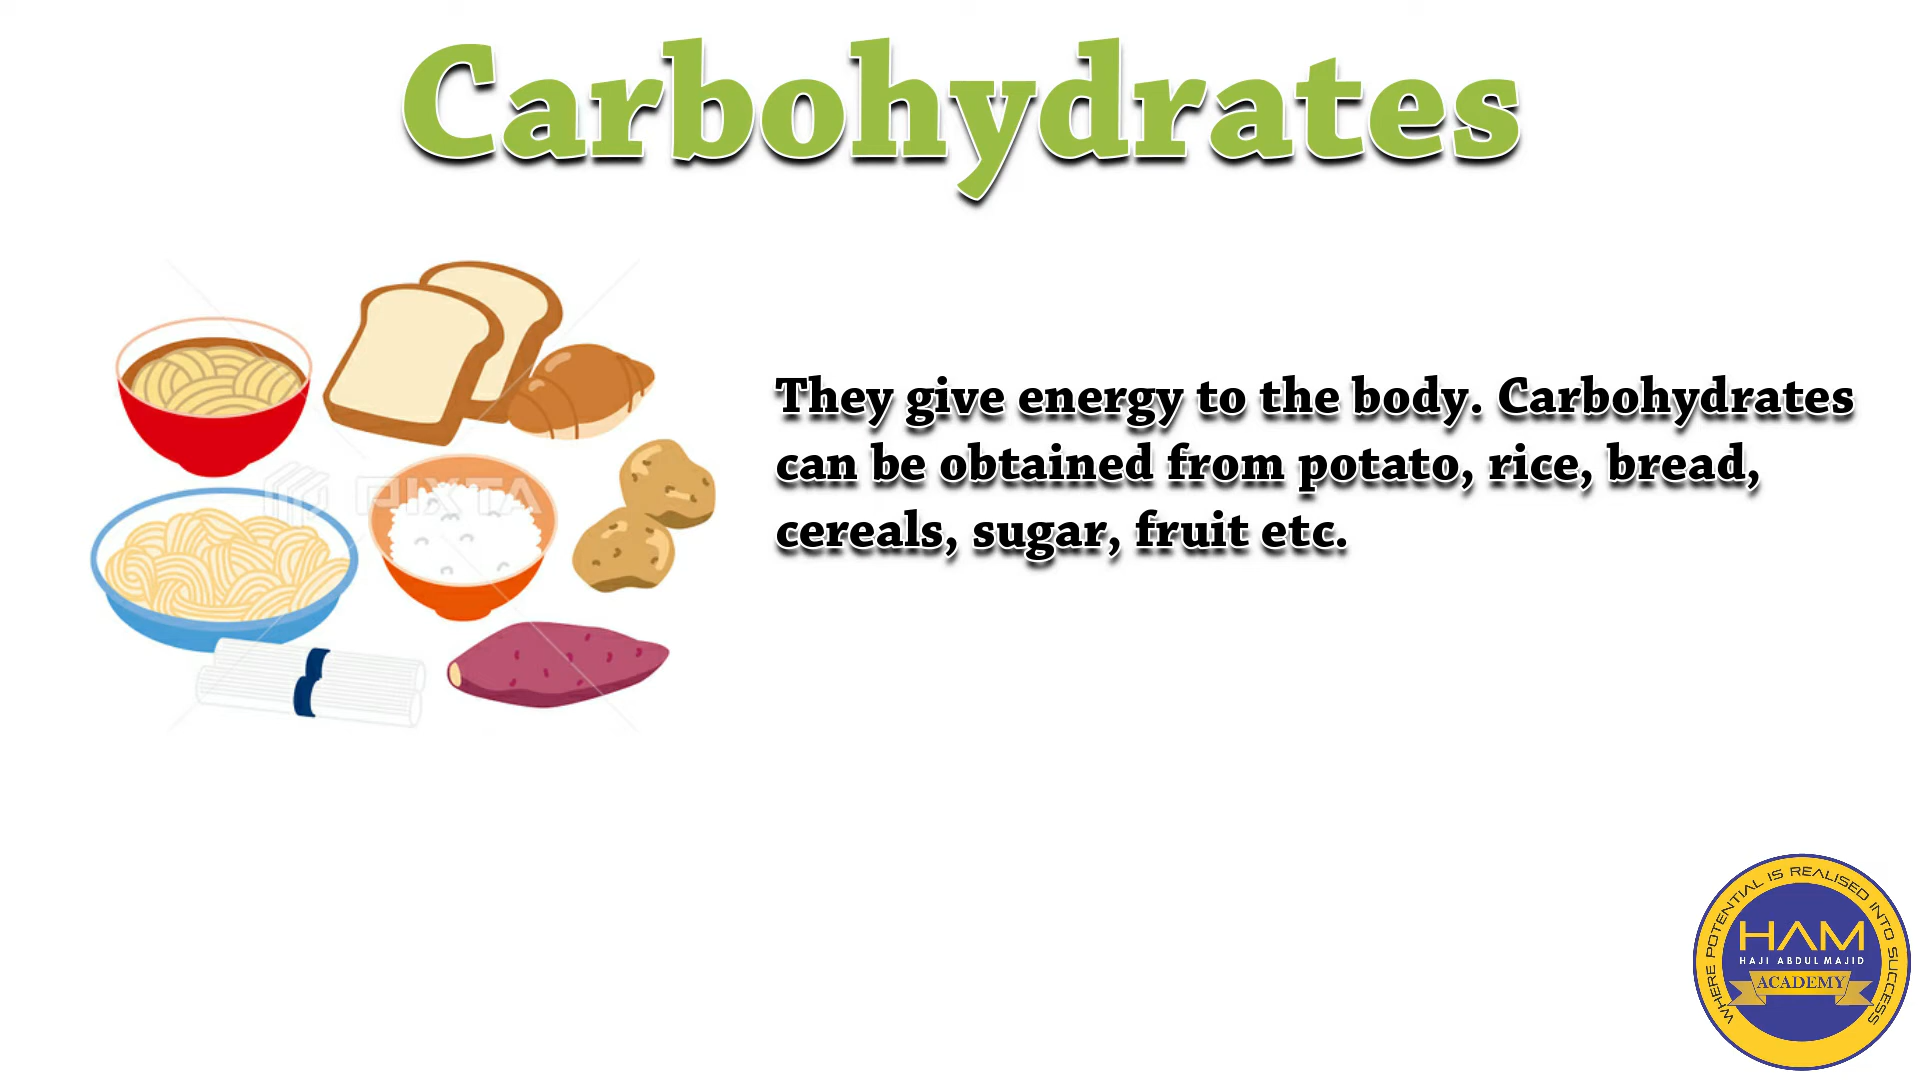 Carbohydrates
They give energy to the body. Carbohydrates
can be obtained from potato, rice, bread,
cereals, sugar, fruit etc.
PIXTA
WHERE POTENTIAL IS REALISED INTO SUCCESS
HAM
HAJI ABDUL MAJID
ACADEMY